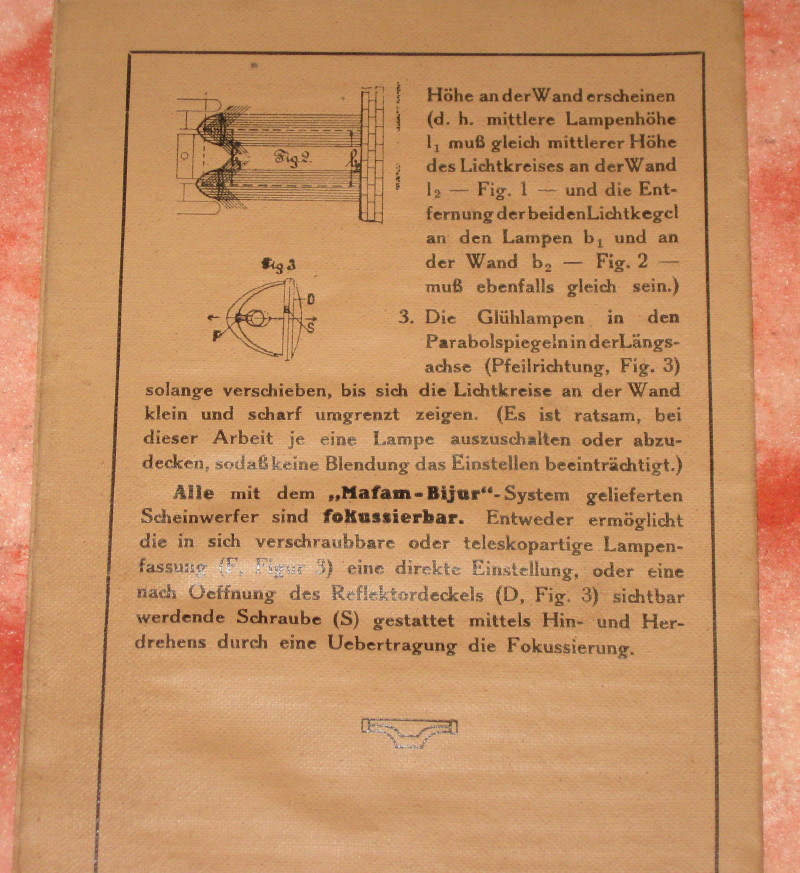 Höhe an der Wand erscheinen
(d. h. mittlere Lampenhöhe
l₁ muß gleich mittlerer Höhe
des Lichtkreises an der Wand
l₂ — Fig. 1 — und die Ent-
fernung der beiden Lichtkegel
an den Lampen b₁ und an
der Wand b₂ — Fig. 2 —
muß ebenfalls gleich sein.)
Fig 2.
Fig 3
D
S
F
3. Die Glühlampen in den
Parabolspiegeln in der Längs-
achse (Pfeilrichtung, Fig. 3)
solange verschieben, bis sich die Lichtkreise an der Wand
klein und scharf umgrenzt zeigen. (Es ist ratsam, bei
dieser Arbeit je eine Lampe auszuschalten oder abzu-
decken, sodaß keine Blendung das Einstellen beeinträchtigt.)
Alle mit dem „Mafam-Bijur“-System gelieferten
Scheinwerfer sind fokussierbar. Entweder ermöglicht
die in sich verschraubbare oder teleskopartige Lampen-
fassung (F, Figur 3) eine direkte Einstellung, oder eine
nach Oeffnung des Reflektordeckels (D, Fig. 3) sichtbar
werdende Schraube (S) gestattet mittels Hin- und Her-
drehens durch eine Uebertragung die Fokussierung.